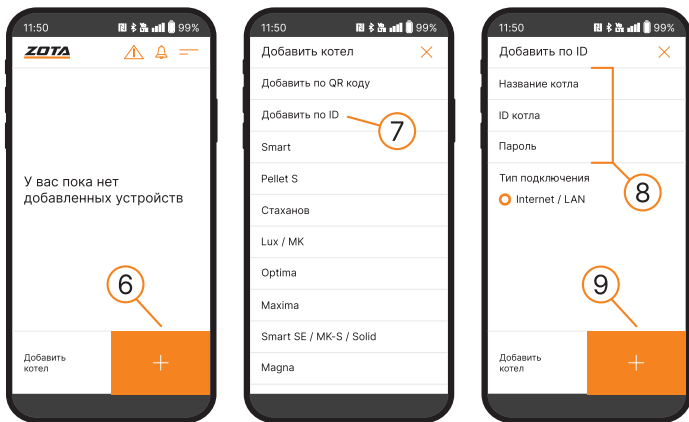 11:50 99%
ZOTA
У вас пока нет
добавленных устройств
6
Добавить
котел
+
11:50 99%
Добавить котел
Добавить по QR коду
Добавить по ID
7
Smart
Pellet S
Стаханов
Lux / MK
Optima
Maxima
Smart SE / MK-S / Solid
Magna
11:50 99%
Добавить по ID
Название котла
ID котла
Пароль
8
Тип подключения
Internet / LAN
9
Добавить
котел
+